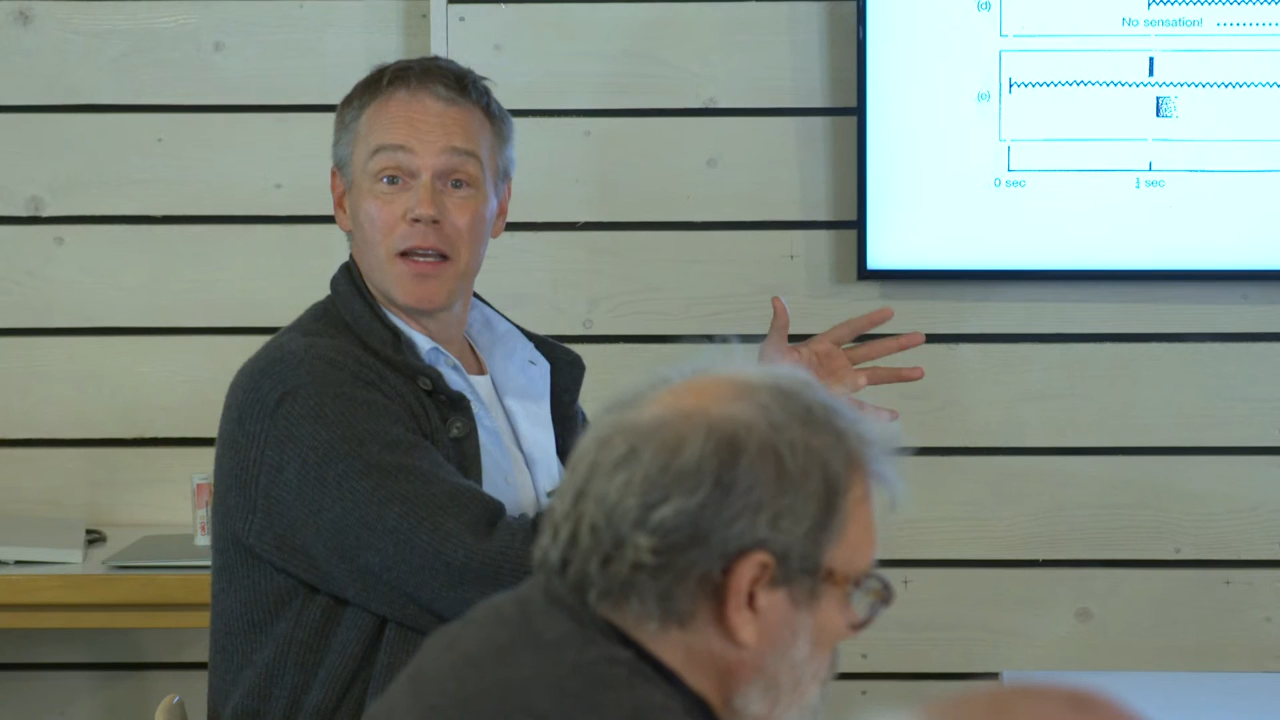 (d)
No sensation!
(e)
0 sec
½ sec